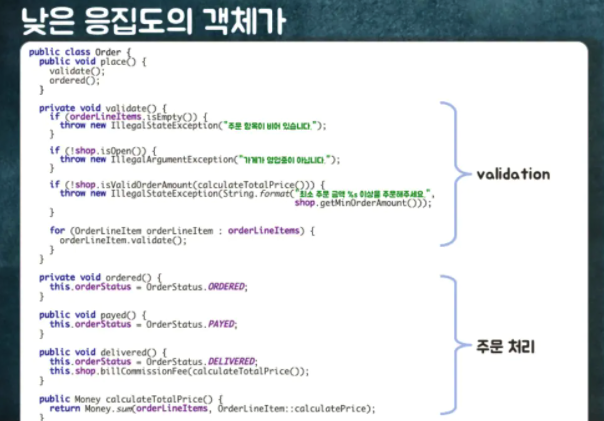 낮은 응집도의 객체가
public class Order {
public void place() {
validate();
ordered();
}
private void validate() {
if (orderLineItems.isEmpty()) {
throw new IllegalStateException("주문 항목이 비어 있습니다.");
}
if (!shop.isOpen()) {
throw new IllegalArgumentException("가게가 영업중이 아닙니다.");
}
if (!shop.isValidOrderAmount(calculateTotalPrice())) {
throw new IllegalStateException(String.format("최소 주문 금액 %s 이상을 주문해주세요.",
shop.getMinOrderAmount()));
}
for (OrderLineItem orderLineItem : orderLineItems) {
orderLineItem.validate();
}
}
validation
private void ordered() {
this.orderStatus = OrderStatus.ORDERED;
}
public void payed() {
this.orderStatus = OrderStatus.PAYED;
}
public void delivered() {
this.orderStatus = OrderStatus.DELIVERED;
this.shop.billCommissionFee(calculateTotalPrice());
}
public Money calculateTotalPrice() {
return Money.sum(orderLineItems, OrderLineItem::calculatePrice);
}
주문 처리